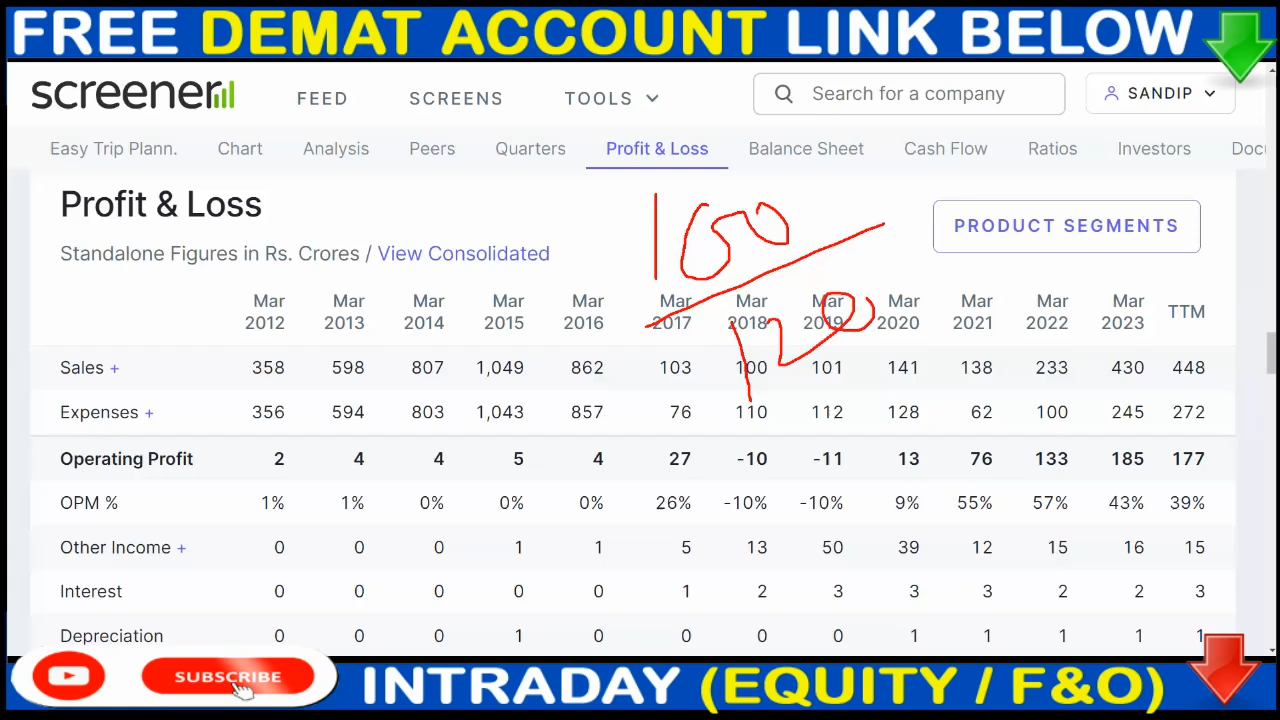 FREE DEMAT ACCOUNT LINK BELOW
screener FEED SCREENS TOOLS Search for a company SANDIP
Easy Trip Plann. Chart Analysis Peers Quarters Profit & Loss Balance Sheet Cash Flow Ratios Investors Docu
Profit & Loss
PRODUCT SEGMENTS
Standalone Figures in Rs. Crores / View Consolidated
Mar 2012 Mar 2013 Mar 2014 Mar 2015 Mar 2016 Mar 2017 Mar 2018 Mar 2019 Mar 2020 Mar 2021 Mar 2022 Mar 2023 TTM
Sales + 358 598 807 1,049 862 103 100 101 141 138 233 430 448
Expenses + 356 594 803 1,043 857 76 110 112 128 62 100 245 272
Operating Profit 2 4 4 5 4 27 -10 -11 13 76 133 185 177
OPM % 1% 1% 0% 0% 0% 26% -10% -10% 9% 55% 57% 43% 39%
Other Income + 0 0 0 1 1 5 13 50 39 12 15 16 15
Interest 0 0 0 0 0 1 2 3 3 3 2 2 3
Depreciation 0 0 0 1 0 0 0 0 1 1 1 1 1
SUBSCRIBE
INTRADAY (EQUITY / F&O)
120